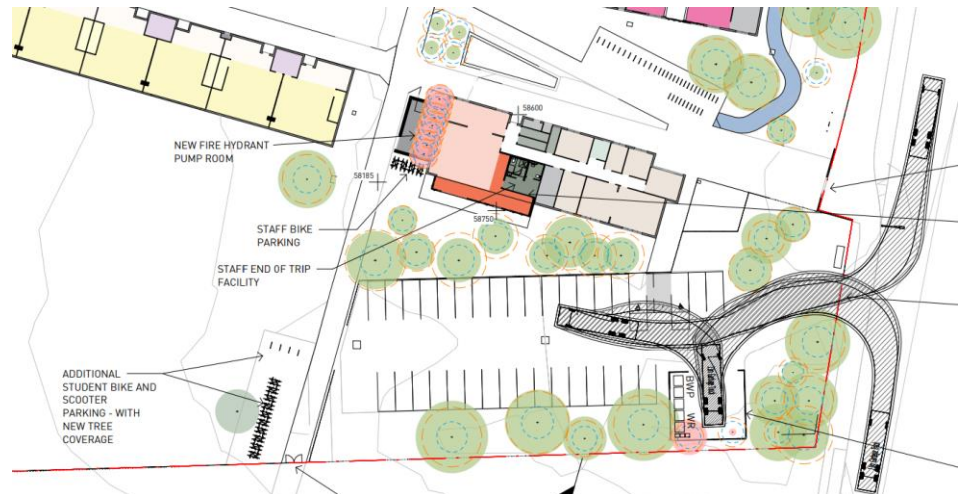 58600
NEW FIRE HYDRANT
PUMP ROOM
58185
STAFF BIKE
PARKING
58750
STAFF END OF TRIP
FACILITY
ADDITIONAL
STUDENT BIKE AND
SCOOTER
PARKING - WITH
NEW TREE
COVERAGE
BWP
WR